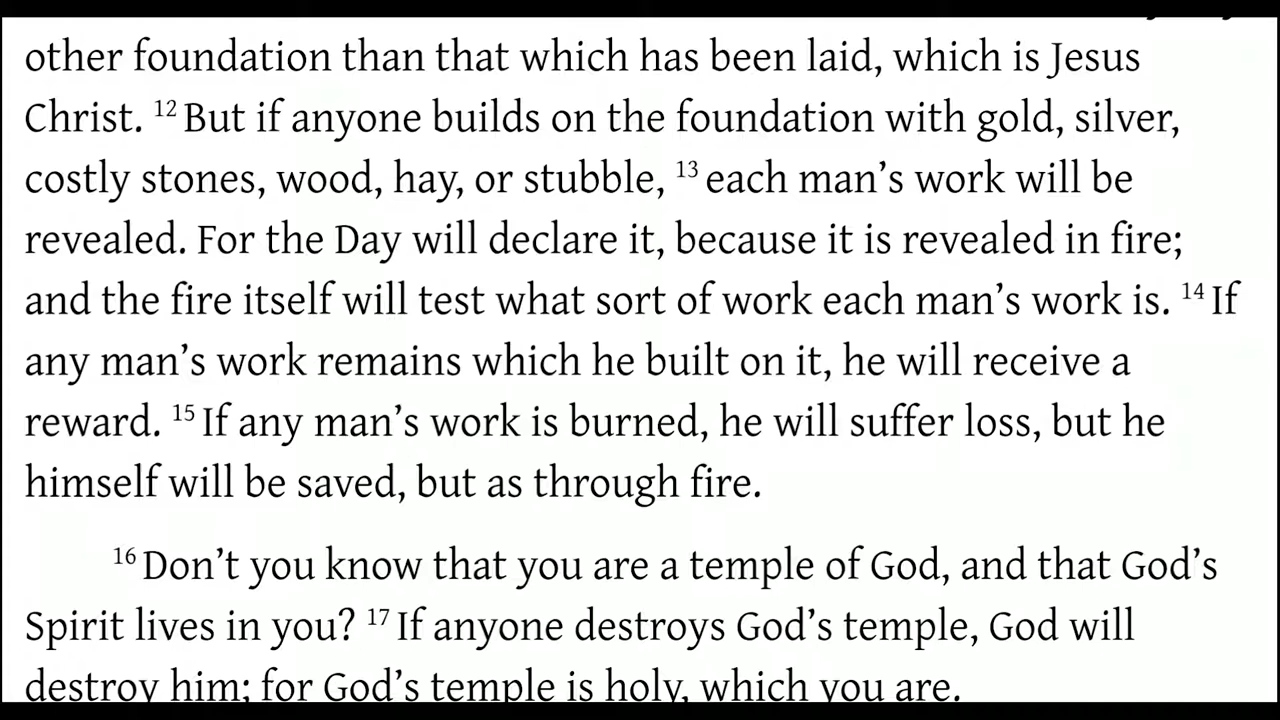 other foundation than that which has been laid, which is Jesus
Christ. 12 But if anyone builds on the foundation with gold, silver,
costly stones, wood, hay, or stubble, 13 each man’s work will be
revealed. For the Day will declare it, because it is revealed in fire;
and the fire itself will test what sort of work each man’s work is. 14 If
any man’s work remains which he built on it, he will receive a
reward. 15 If any man’s work is burned, he will suffer loss, but he
himself will be saved, but as through fire.
16 Don’t you know that you are a temple of God, and that God’s
Spirit lives in you? 17 If anyone destroys God’s temple, God will
destroy him; for God’s temple is holy, which you are.